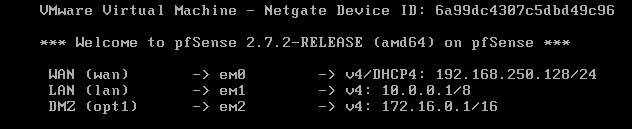 VMware Virtual Machine - Netgate Device ID: 6a99dc4307c5dbd49c96
*** Welcome to pfSense 2.7.2-RELEASE (amd64) on pfSense ***
WAN (wan) -> em0 -> v4/DHCP4: 192.168.250.128/24
LAN (lan) -> em1 -> v4: 10.0.0.1/8
DMZ (opt1) -> em2 -> v4: 172.16.0.1/16